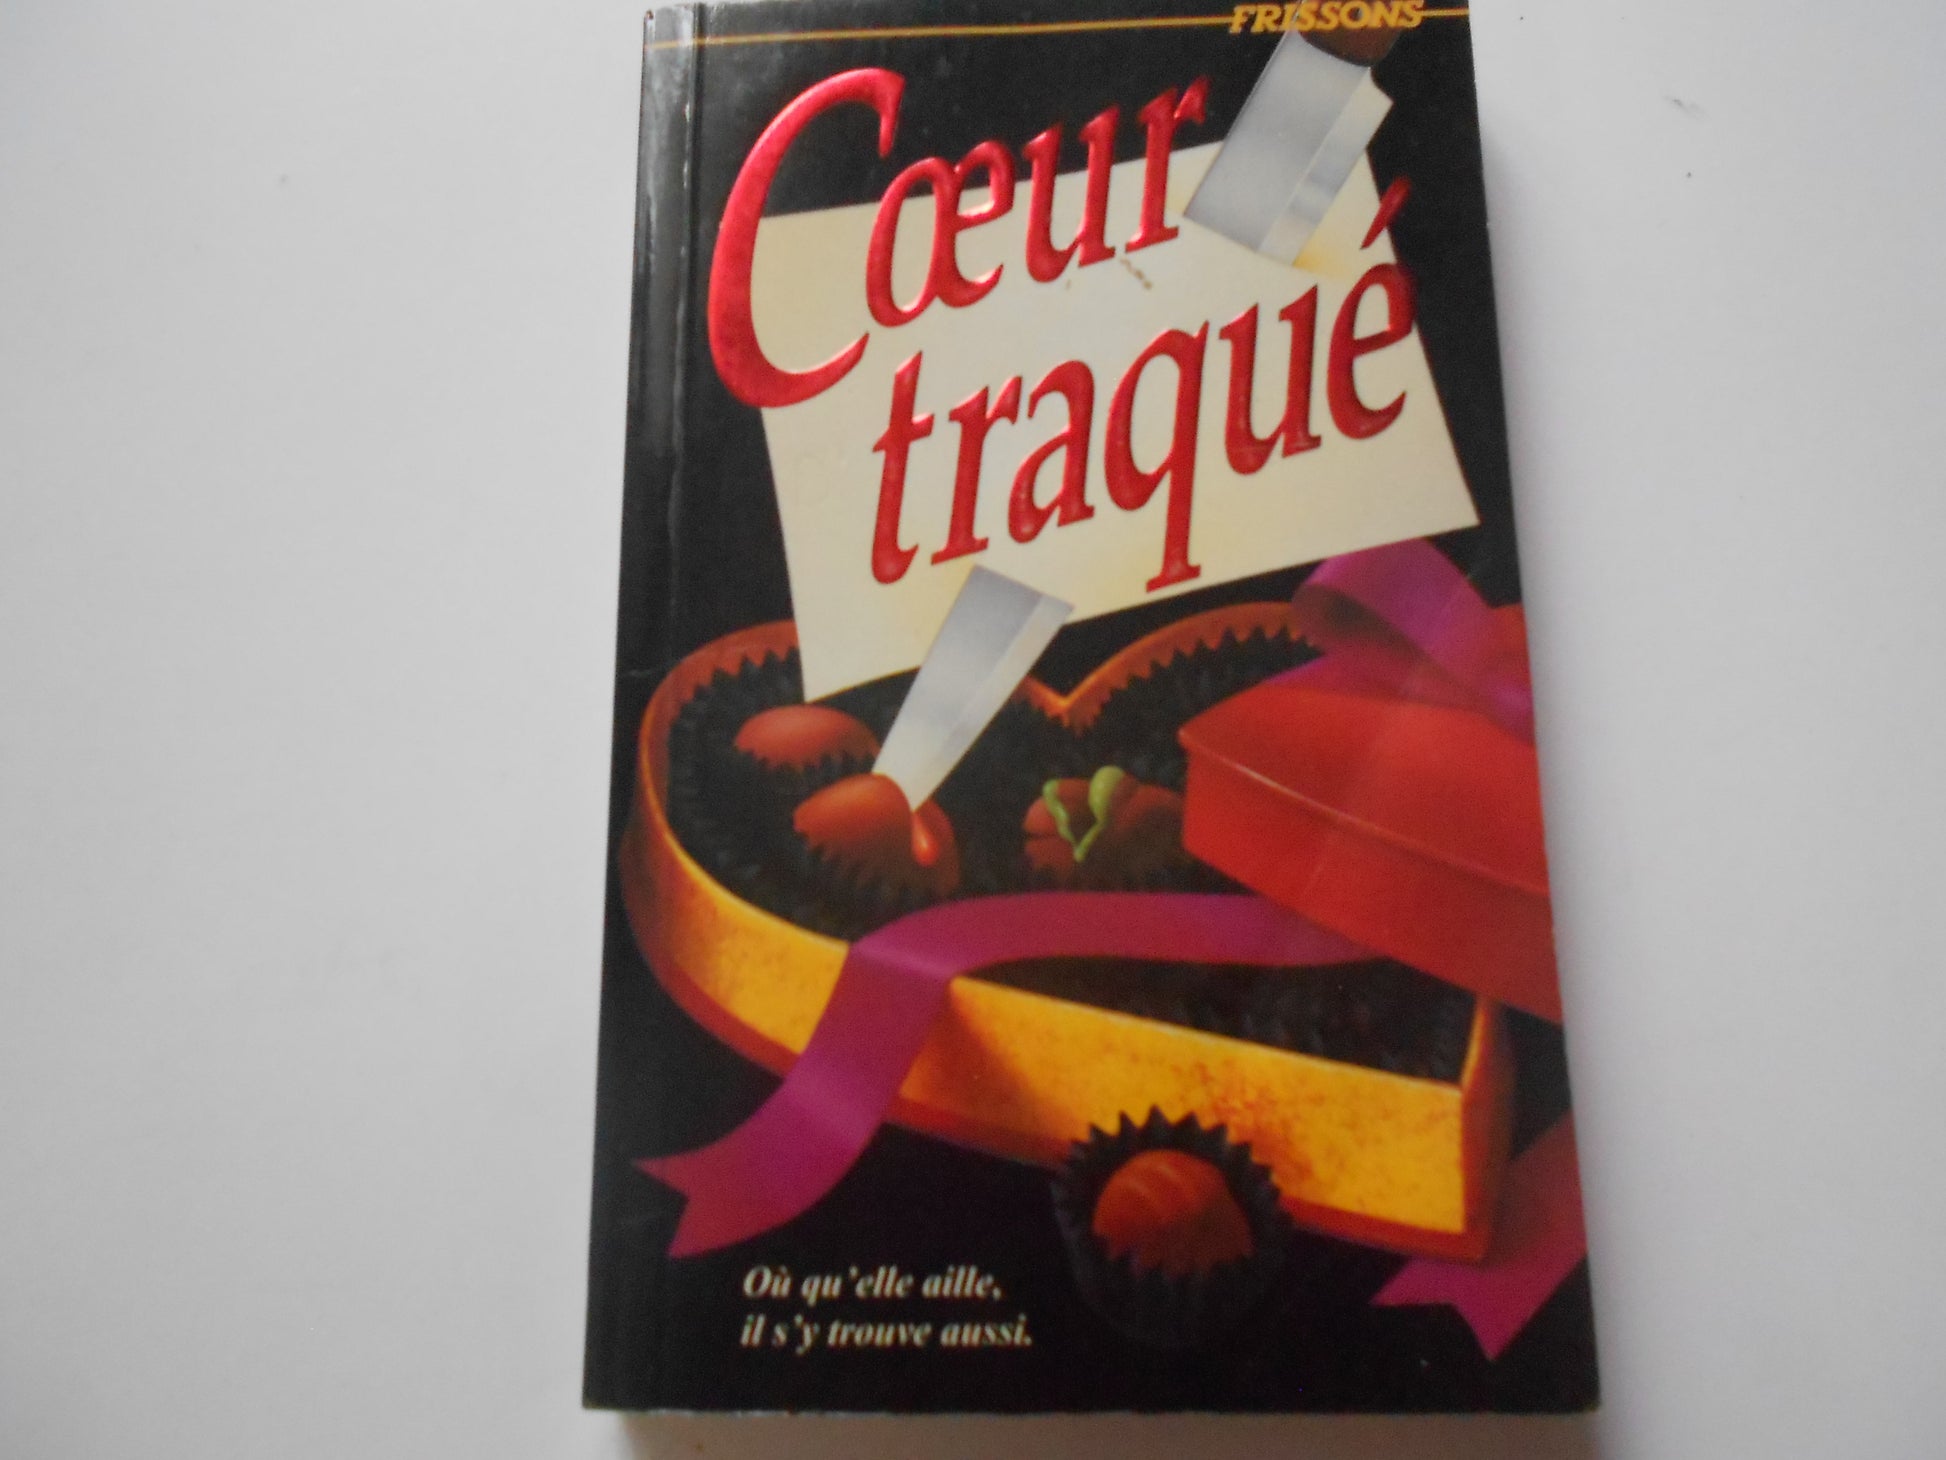 FRISSONS
Cœur
traqué
Où qu'elle aille,
il s'y trouve aussi.